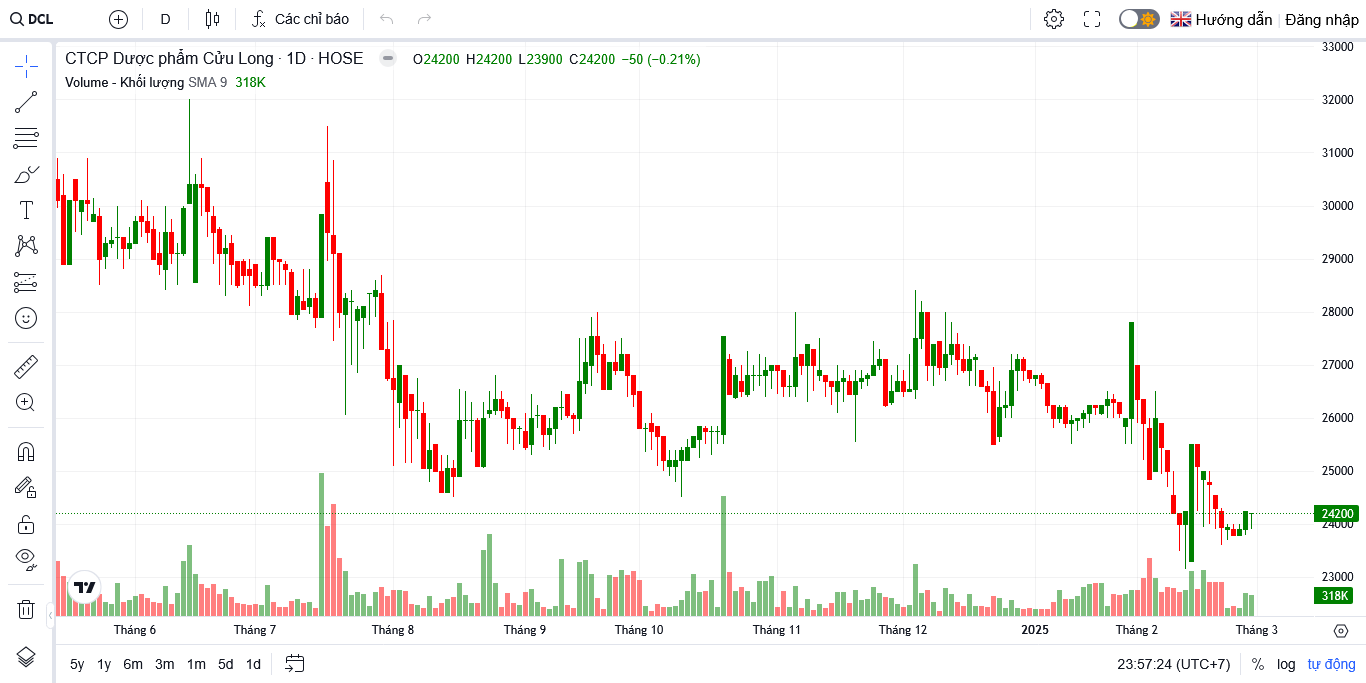 DCL D Các chỉ báo Hướng dẫn Đăng nhập
CTCP Dược phẩm Cửu Long · 1D · HOSE O24200 H24200 L23900 C24200 −50 (−0.21%)
Volume - Khối lượng SMA 9 318K
33000
32000
31000
30000
29000
28000
27000
26000
25000
24200
24000
23000
318K
Tháng 6 Tháng 7 Tháng 8 Tháng 9 Tháng 10 Tháng 11 Tháng 12 2025 Tháng 2 Tháng 3
5y 1y 6m 3m 1m 5d 1d 23:57:24 (UTC+7) % log tự động